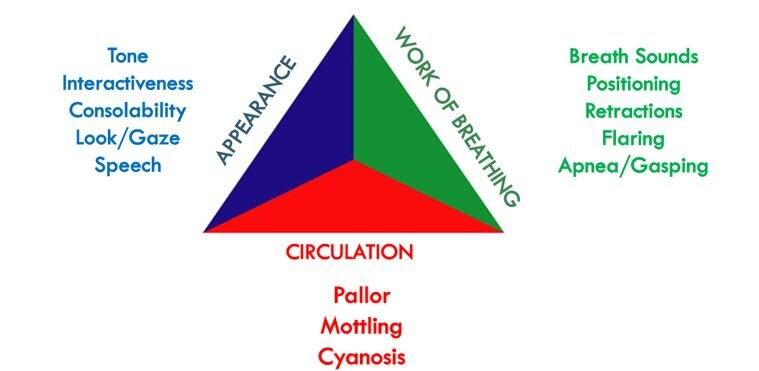 Tone
Interactiveness
Consolability
Look/Gaze
Speech
APPEARANCE
WORK OF BREATHING
Breath Sounds
Positioning
Retractions
Flaring
Apnea/Gasping
CIRCULATION
Pallor
Mottling
Cyanosis